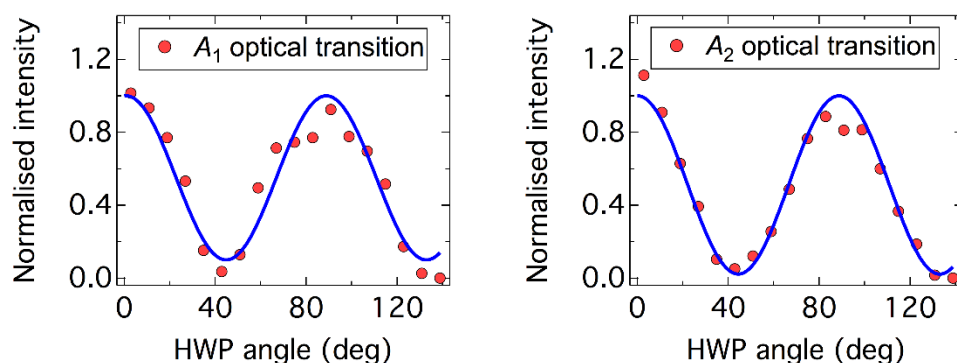 A1 optical transition
Normalised intensity
1.2
0.8
0.4
0.0
0
40
80
120
HWP angle (deg)
A2 optical transition
Normalised intensity
1.2
0.8
0.4
0.0
0
40
80
120
HWP angle (deg)